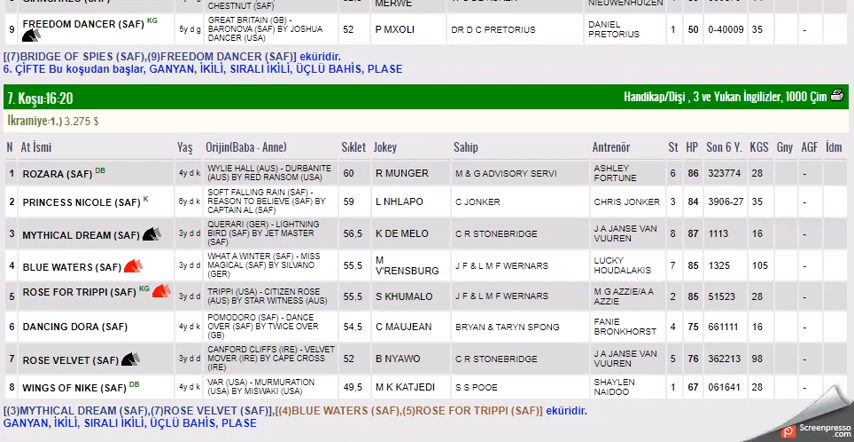 CHESTNUT (SAF)
MERWE
NIEUWENHUIZEN
9 FREEDOM DANCER (SAF) KG 5y d g GREAT BRITAIN (GB) - BARONOVA (SAF) BY JOSHUA DANCER (USA) 52 P MXOLI DR D C PRETORIUS DANIEL PRETORIUS 1 50 0-40009 35 -
[(7)BRIDGE OF SPIES (SAF),(9)FREEDOM DANCER (SAF)] eküridir.
6. ÇİFTE Bu koşudan başlar, GANYAN, İKİLİ, SIRALI İKİLİ, ÜÇLÜ BAHİS, PLASE
7. Koşu:16:20 Handikap/Dişi , 3 ve Yukarı İngilizler, 1000 Çim
İkramiye:1.) 3.275 $
N At İsmi Yaş Orijin(Baba - Anne) Sıklet Jokey Sahip Antrenör St HP Son 6 Y. KGS Gny AGF İdm
1 ROZARA (SAF) DB 4y d k WYLIE HALL (AUS) - DURBANITE (AUS) BY RED RANSOM (USA) 60 R MUNGER M & G ADVISORY SERVI ASHLEY FORTUNE 6 86 323774 28 -
2 PRINCESS NICOLE (SAF) K 6y d k SOFT FALLING RAIN (SAF) - REASON TO BELIEVE (SAF) BY CAPTAIN AL (SAF) 59 L NHLAPO C JONKER CHRIS JONKER 3 84 3906-27 35 -
3 MYTHICAL DREAM (SAF) 3y d d QUERARI (GER) - LIGHTNING BIRD (SAF) BY JET MASTER (SAF) 56,5 K DE MELO C R STONEBRIDGE J A JANSE VAN VUUREN 8 87 1113 16 -
4 BLUE WATERS (SAF) 3y d d WHAT A WINTER (SAF) - MISS MAGICAL (SAF) BY SILVANO (GER) 55,5 M V'RENSBURG J F & L M F WERNARS LUCKY HOUDALAKIS 7 85 1325 105 -
5 ROSE FOR TRIPPI (SAF) KG 3y d d TRIPPI (USA) - CITIZEN ROSE (AUS) BY STAR WITNESS (AUS) 55,5 S KHUMALO J F & L M F WERNARS M G AZZIE/A A AZZIE 2 85 51523 28 -
6 DANCING DORA (SAF) 4y d k POMODORO (SAF) - DANCE OVER (SAF) BY TWICE OVER (GB) 54,5 C MAUJEAN BRYAN & TARYN SPONG FANIE BRONKHORST 4 75 661111 16 -
7 ROSE VELVET (SAF) 3y d d CANFORD CLIFFS (IRE) - VELVET MOVER (IRE) BY CAPE CROSS (IRE) 52 B NYAWO C R STONEBRIDGE J A JANSE VAN VUUREN 5 76 362213 98 -
8 WINGS OF NIKE (SAF) DB 4y d k VAR (USA) - MURMURATION (USA) BY MISWAKI (USA) 49,5 M K KATJEDI S S POOE SHAYLEN NAIDOO 1 67 061641 28 -
[(3)MYTHICAL DREAM (SAF),(7)ROSE VELVET (SAF)],[(4)BLUE WATERS (SAF),(5)ROSE FOR TRIPPI (SAF)] eküridir.
GANYAN, İKİLİ, SIRALI İKİLİ, ÜÇLÜ BAHİS, PLASE
Screenpresso
.com